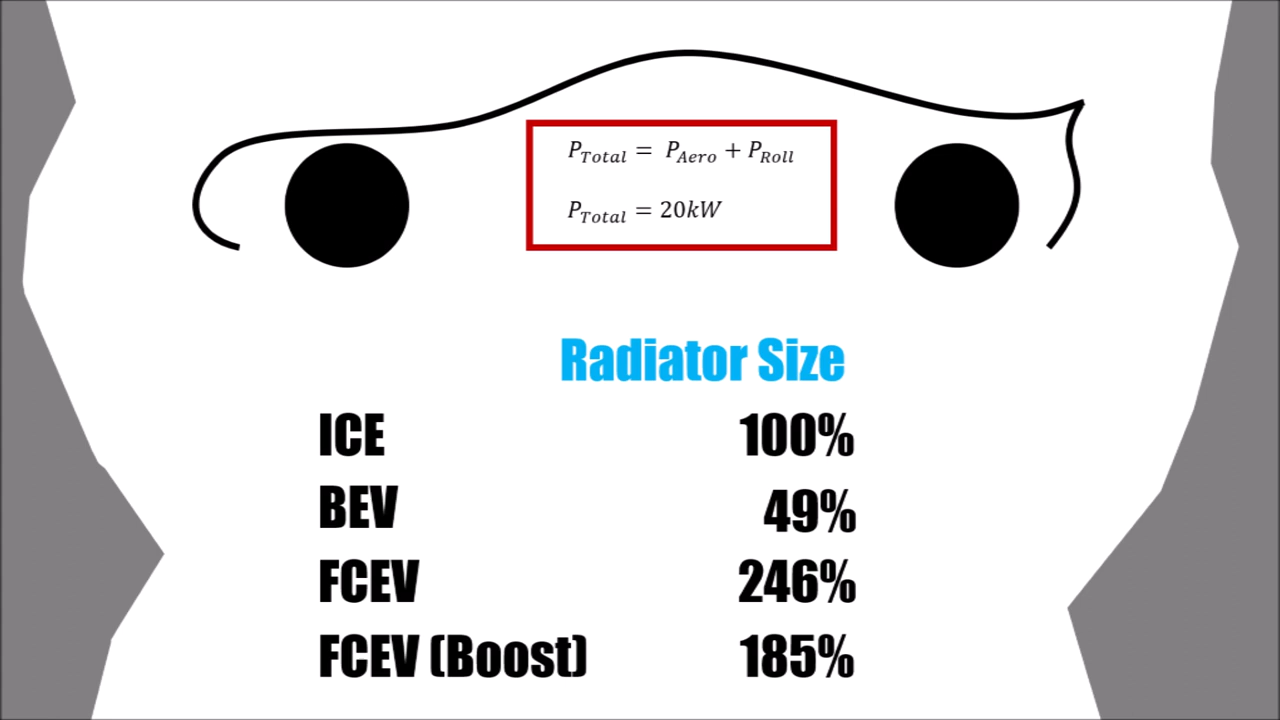 P_Total = P_Aero + P_Roll
P_Total = 20kW
Radiator Size
ICE 100%
BEV 49%
FCEV 246%
FCEV (Boost) 185%